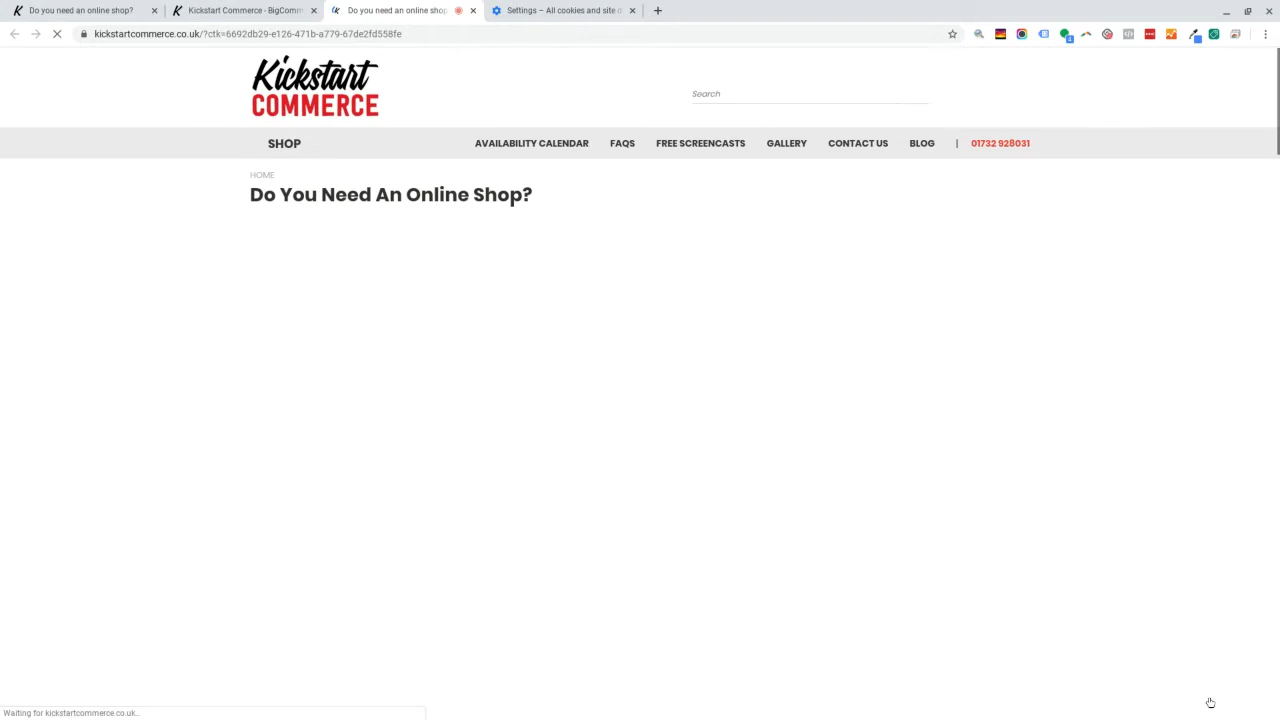 Do you need an online shop?
Kickstart Commerce - BigComm
Do you need an online shop
Settings – All cookies and site d
kickstartcommerce.co.uk/?ctk=6692db29-e126-471b-a779-67de2fd558fe
Kickstart
COMMERCE
Search
SHOP
AVAILABILITY CALENDAR
FAQS
FREE SCREENCASTS
GALLERY
CONTACT US
BLOG
|
01732 928031
HOME
Do You Need An Online Shop?
Waiting for kickstartcommerce.co.uk...